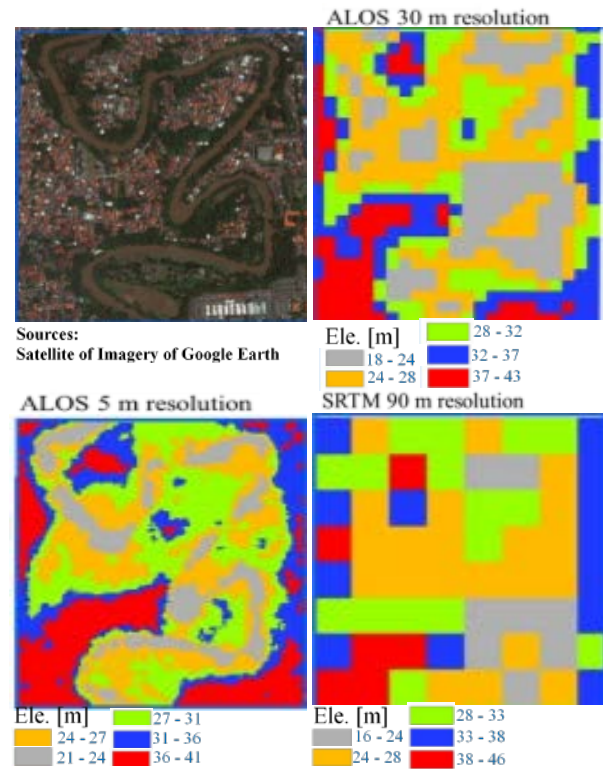 ALOS 30 m resolution
Sources:
Satellite of Imagery of Google Earth
Ele. [m]
18 - 24
24 - 28
28 - 32
32 - 37
37 - 43
ALOS 5 m resolution
Ele. [m]
24 - 27
21 - 24
27 - 31
31 - 36
36 - 41
SRTM 90 m resolution
Ele. [m]
16 - 24
24 - 28
28 - 33
33 - 38
38 - 46